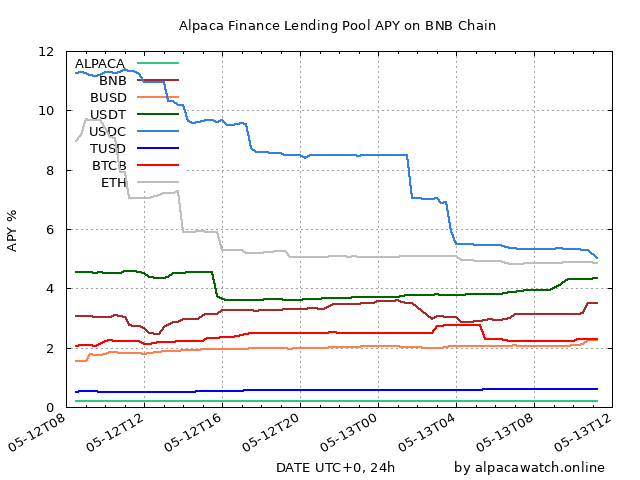 Alpaca Finance Lending Pool APY on BNB Chain
APY %
12
10
8
6
4
2
0
ALPACA
BNB
BUSD
USDT
USDC
TUSD
BTCB
ETH
05-12T08
05-12T12
05-12T16
05-12T20
05-13T00
05-13T04
05-13T08
05-13T12
DATE UTC+0, 24h
by alpacawatch.online